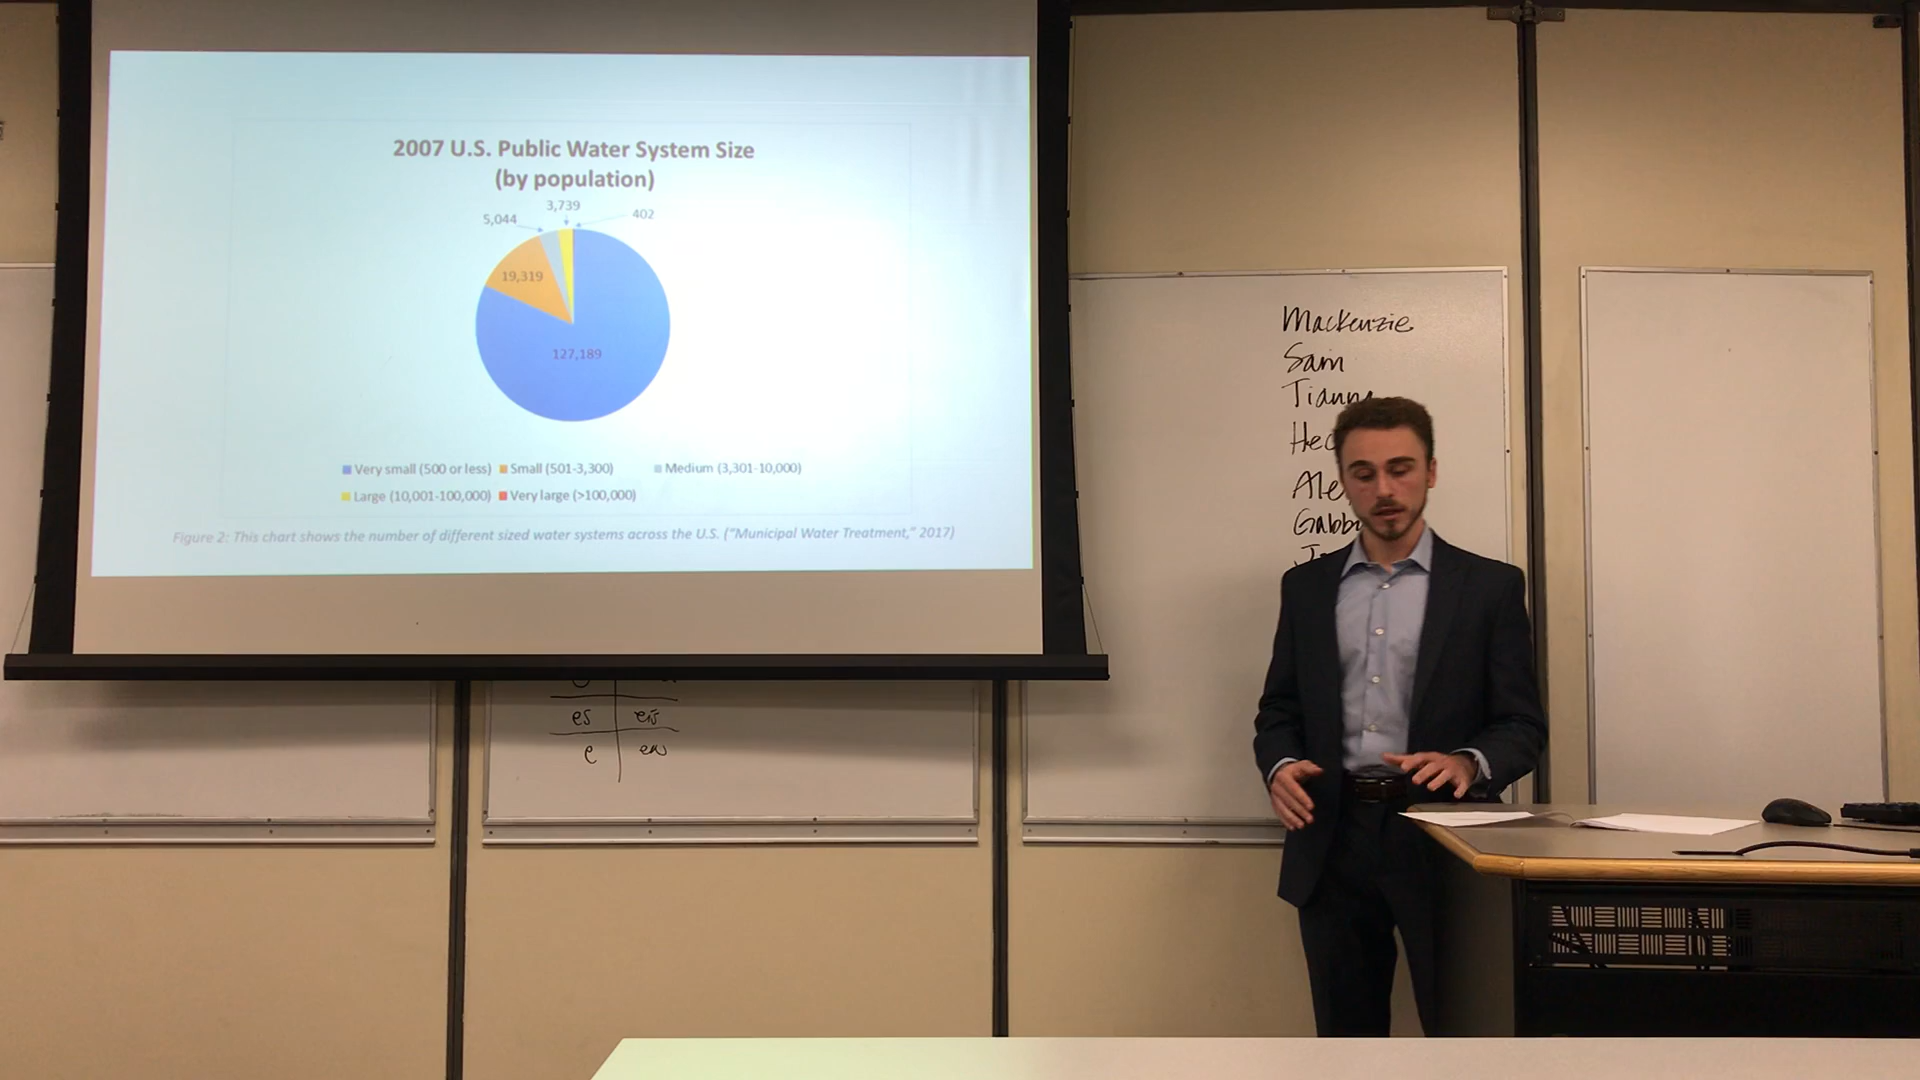 2007 U.S. Public Water System Size
(by population)
3,739
5,044
402
19,319
127,189
Very small (500 or less) Small (501-3,300) Medium (3,301-10,000)
Large (10,001-100,000) Very large (>100,000)
Figure 2: This chart shows the number of different sized water systems across the U.S. ("Municipal Water Treatment," 2017)
Mackenzie
Sam
es
e